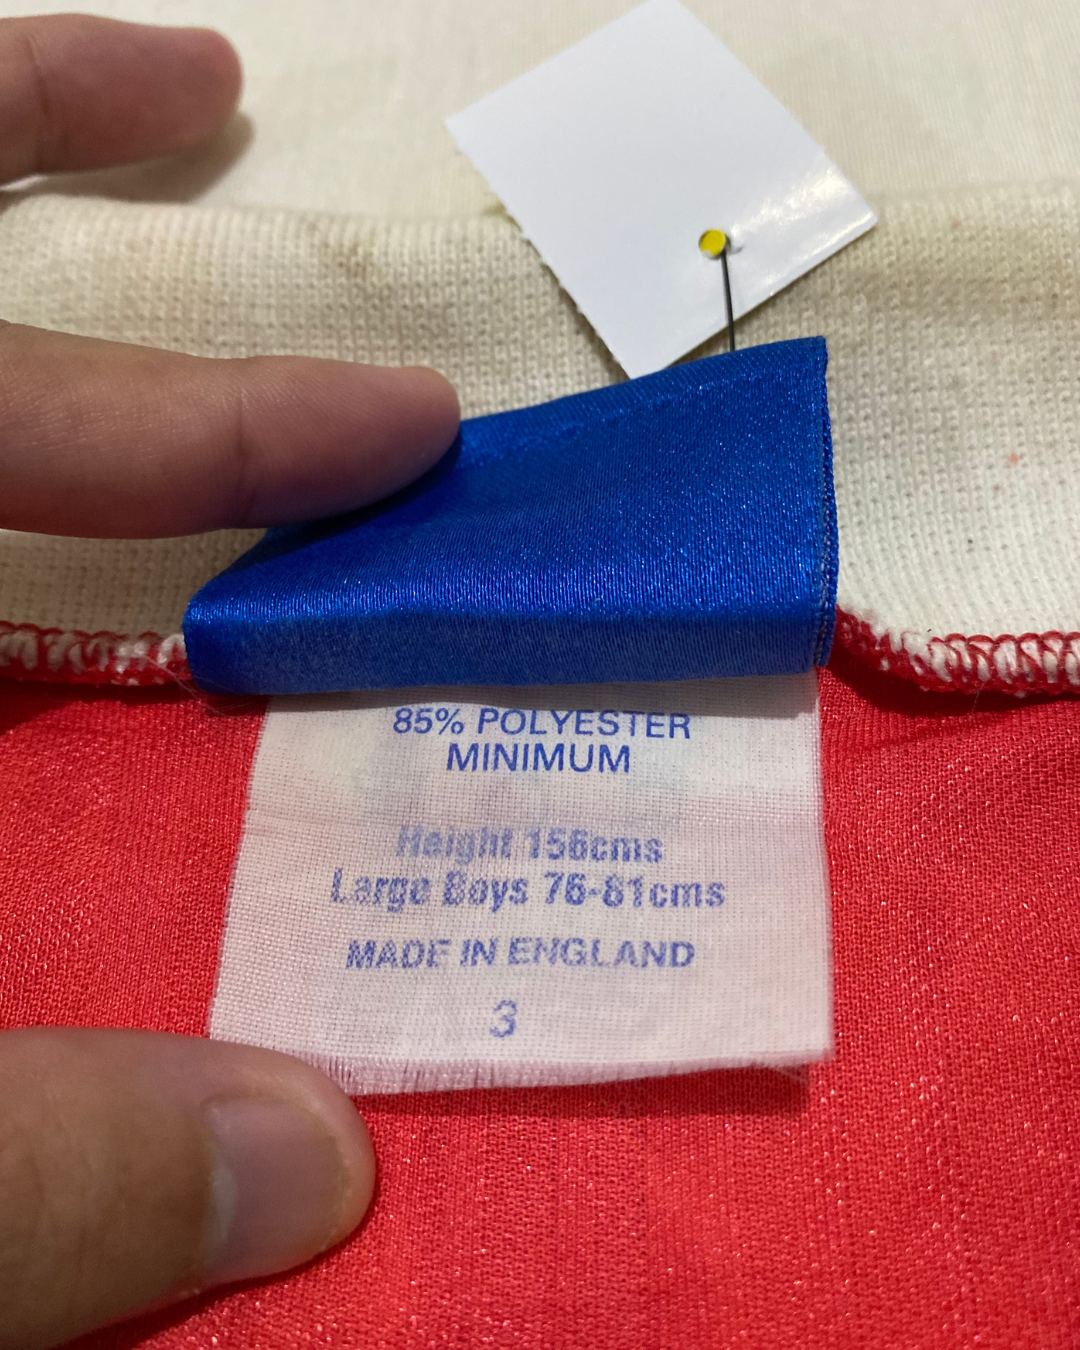 85% POLYESTER
MINIMUM
Height 156cms
Large Boys 76-81cms
MADE IN ENGLAND
3